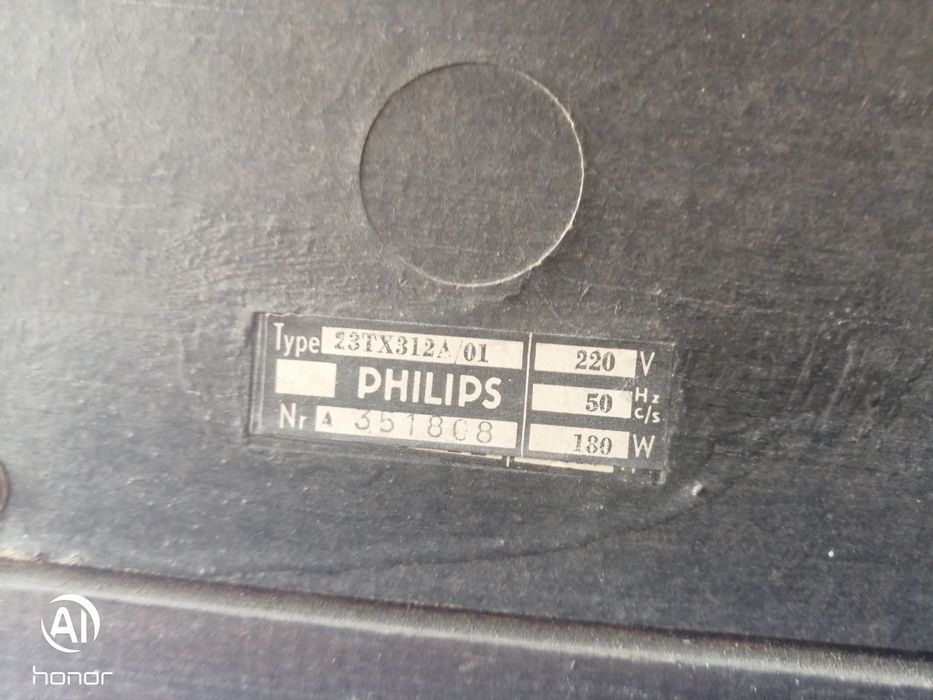 Type 23TX312A/01 220 V
PHILIPS 50 Hz c/s
Nr A 351808 180 W
AI
honor